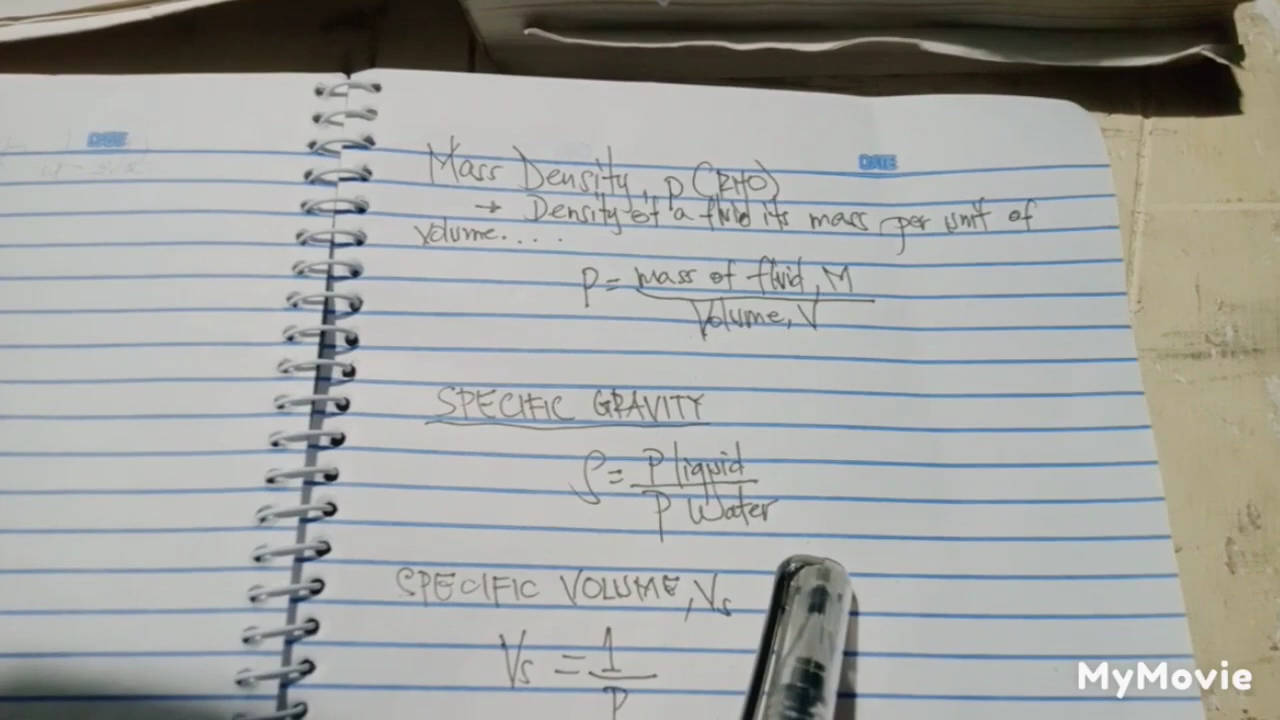 DATE
DATE
Mass Density, p (RHO)
→ Density of a fluid its mass per unit of
volume....
p = mass of fluid, M
Volume, V
SPECIFIC GRAVITY
S = P liquid
P Water
SPECIFIC VOLUME, Vs
Vs = 1
P
MyMovie